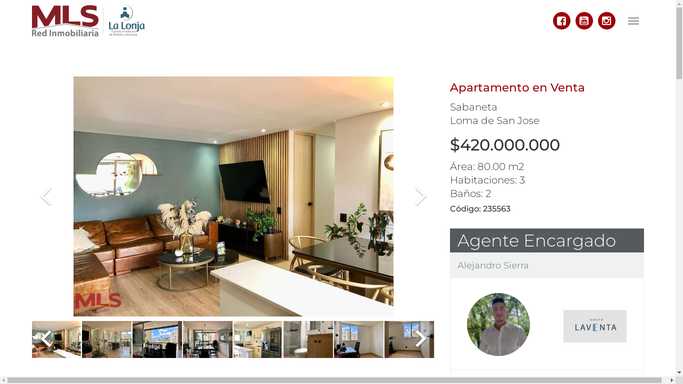 MLS
Red Inmobiliaria
La Lonja
Apartamento en Venta
Sabaneta
Loma de San Jose
$420.000.000
Área: 80.00 m2
Habitaciones: 3
Baños: 2
Código: 235563
Agente Encargado
Alejandro Sierra
MLS
LAVENTA